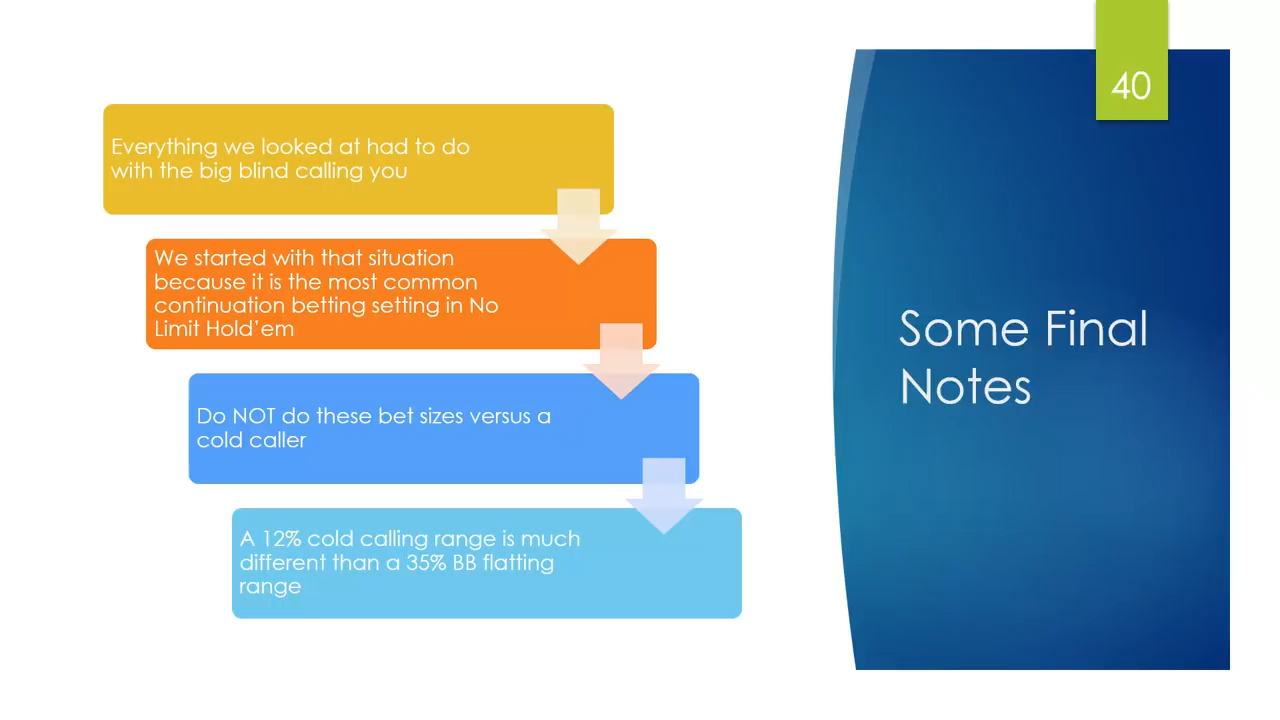 40
Everything we looked at had to do
with the big blind calling you
We started with that situation
because it is the most common
continuation betting setting in No
Limit Hold’em
Do NOT do these bet sizes versus a
cold caller
A 12% cold calling range is much
different than a 35% BB flatting
range
Some Final
Notes